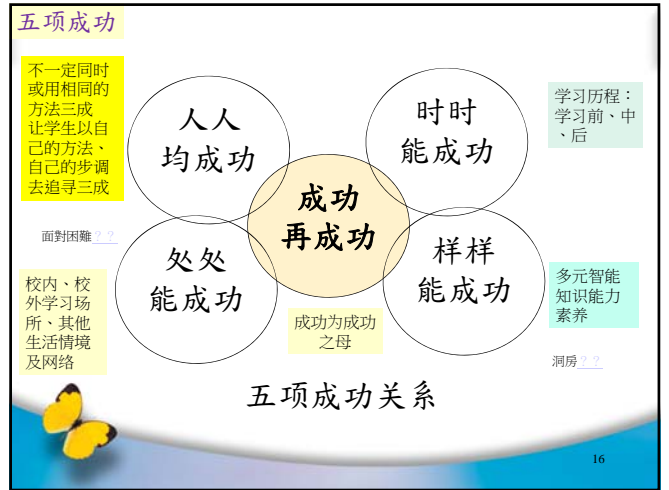 五项成功
不一定同时
或用相同的
方法三成
让学生以自
己的方法、
自己的步调
去追寻三成
人人
均成功
时时
能成功
学习历程：
学习前、中
、后
成功
再成功
面對困難？？
处处
能成功
样样
能成功
校内、校
外学习场
所、其他
生活情境
及网络
多元智能
知识能力
素养
成功为成功
之母
洞房？？
五项成功关系
16